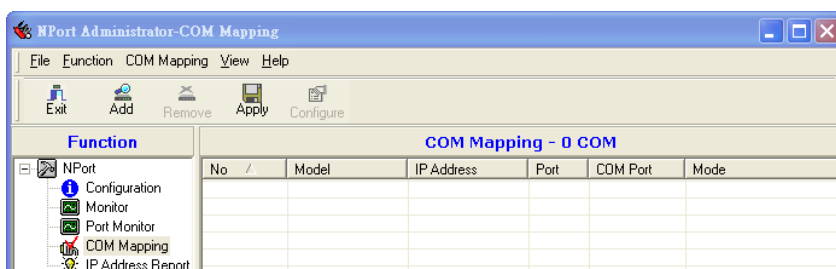 NPort Administrator-COM Mapping
File Function COM Mapping View Help
Exit Add Remove Apply Configure
Function
COM Mapping - 0 COM
NPort
No Model IP Address Port COM Port Mode
Configuration
Monitor
Port Monitor
COM Mapping
IP Address Report